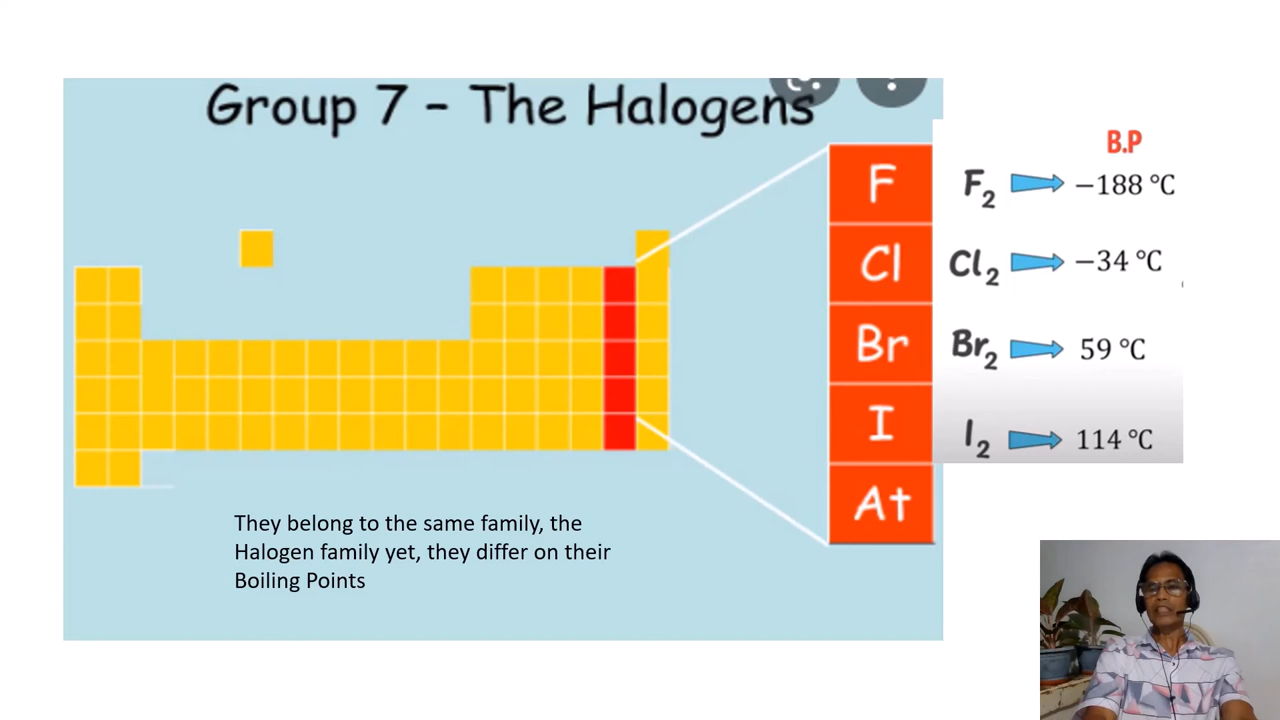 Group 7 – The Halogens
B.P
F
F₂ −188 °C
Cl
Cl₂ −34 °C
Br
Br₂ 59 °C
I
I₂ 114 °C
At
They belong to the same family, the
Halogen family yet, they differ on their
Boiling Points